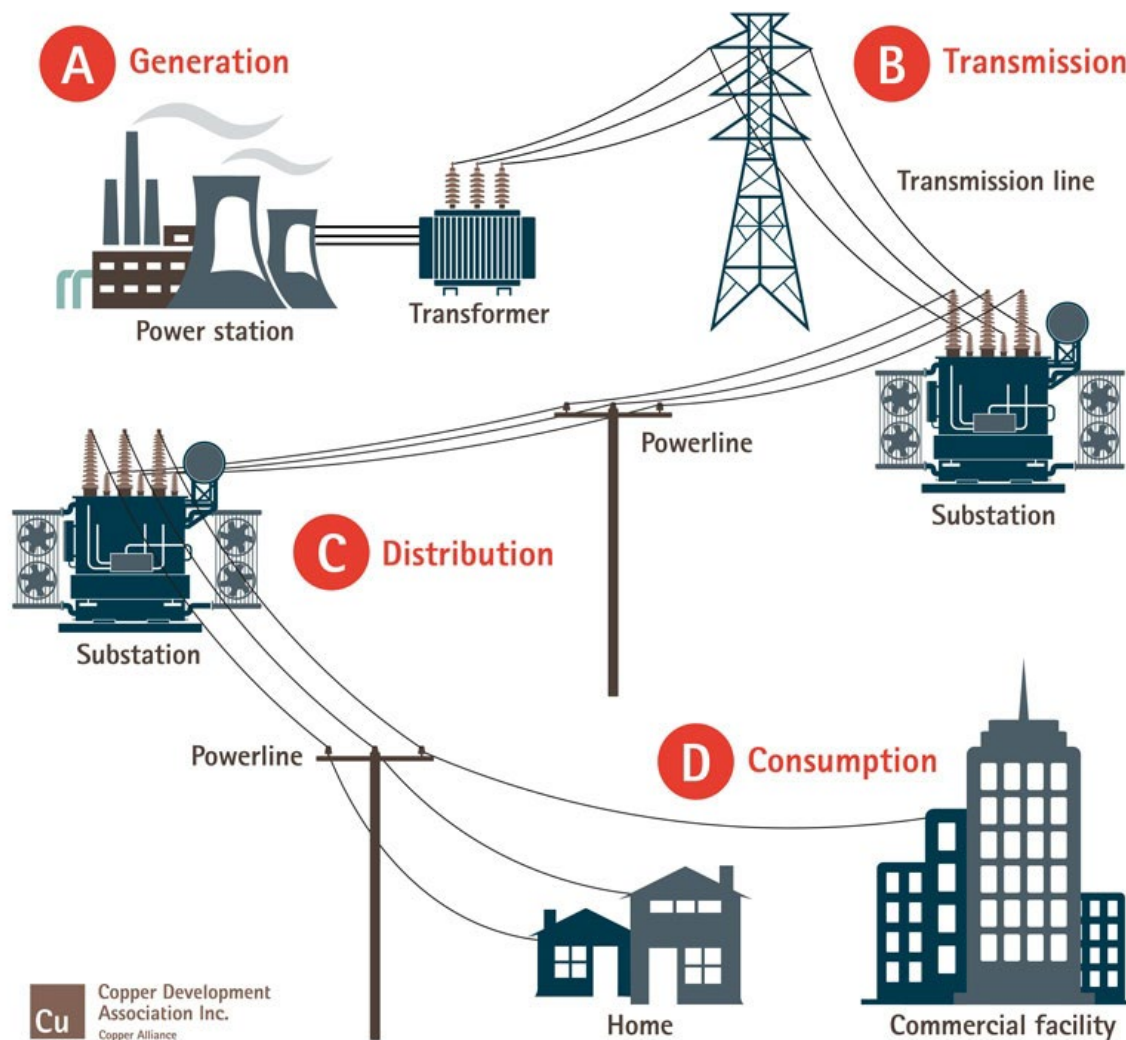 A Generation
B Transmission
Transmission line
Power station
Transformer
Powerline
Substation
C Distribution
Substation
Powerline
D Consumption
Home
Commercial facility
Cu
Copper Development
Association Inc.
Copper Alliance